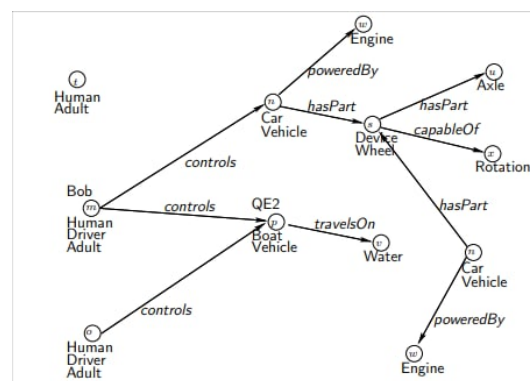 w
Engine
poweredBy
t
Human
Adult
n
Car
Vehicle
hasPart
s
Device
Wheel
hasPart
u
Axle
capableOf
x
Rotation
controls
Bob
m
Human
Driver
Adult
controls
QE2
p
Boat
Vehicle
travelsOn
v
Water
hasPart
n
Car
Vehicle
controls
o
Human
Driver
Adult
poweredBy
w
Engine